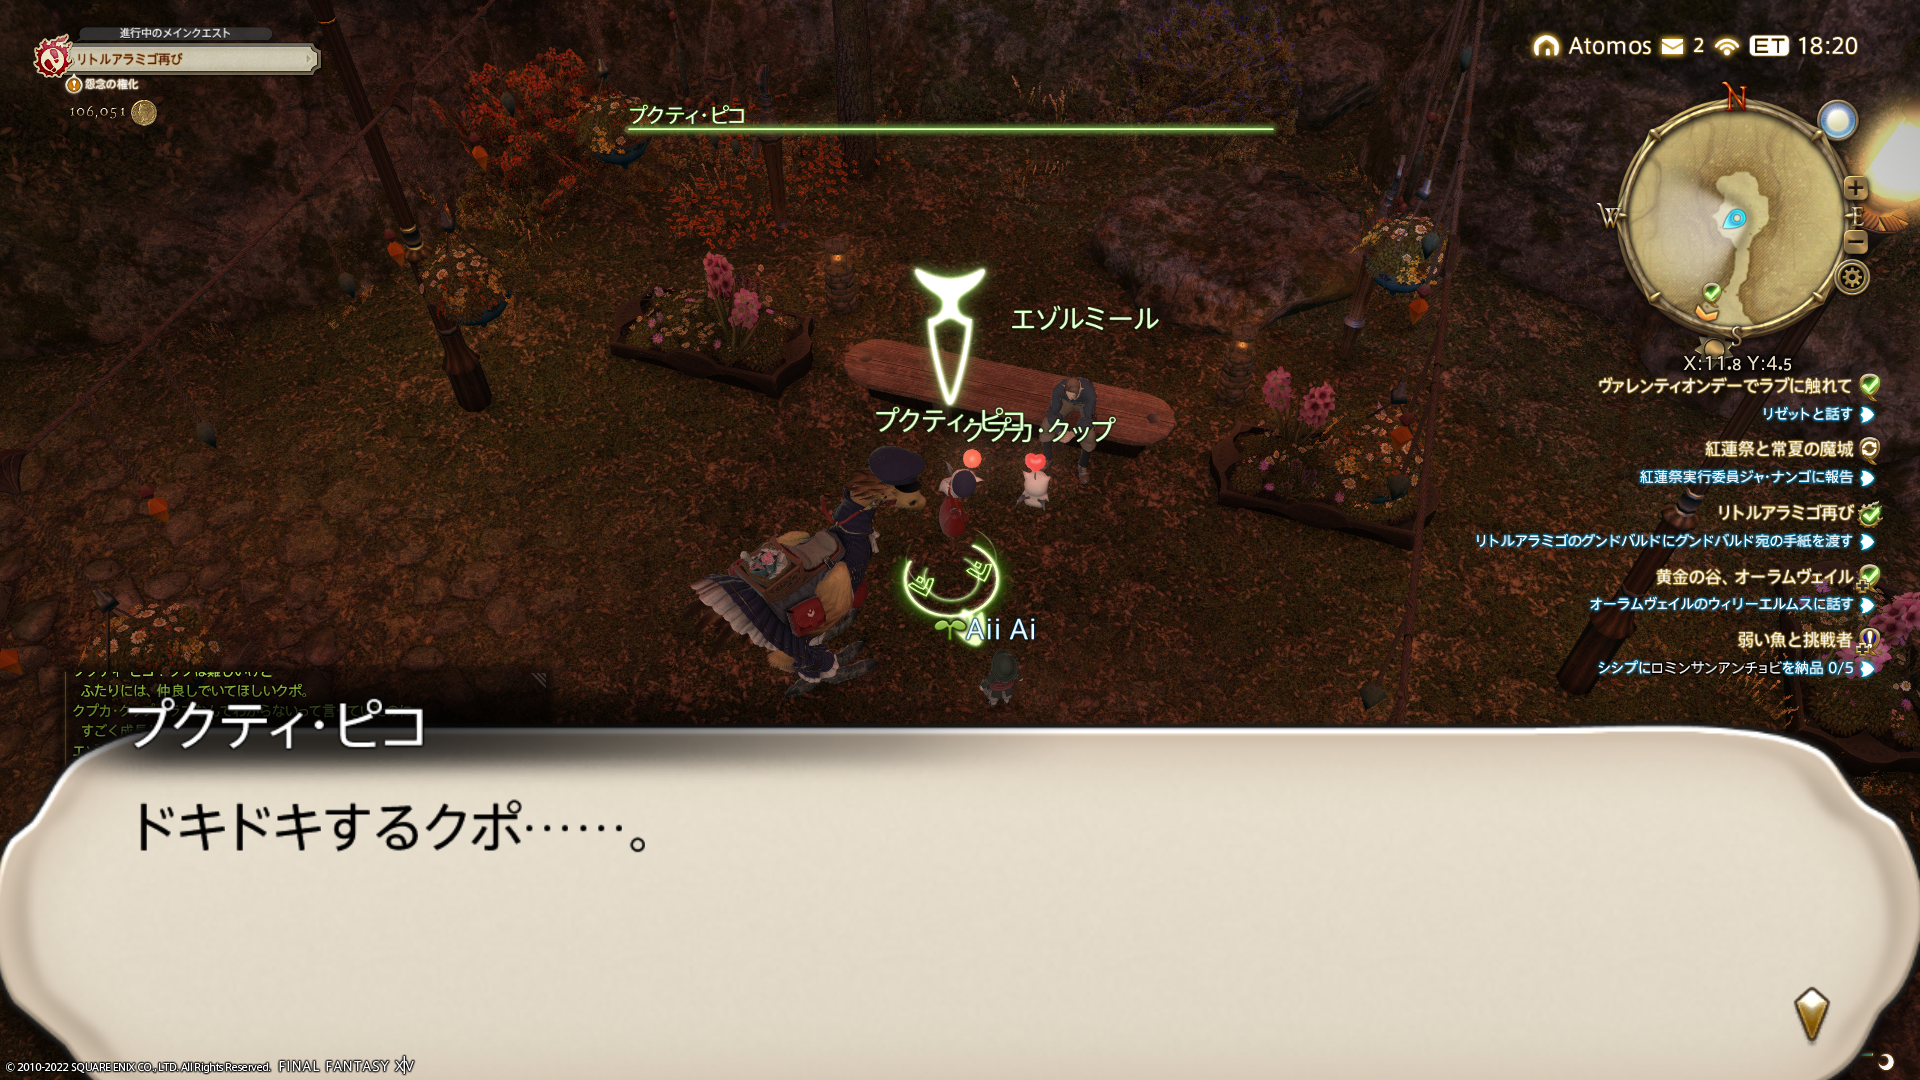 進行中のメインクエスト
リトルアラミゴ再び
怨念の権化
106,051
Atomos 2 ET 18:20
N
W
E
S
X:11.8 Y:4.5
ヴァレンティオンデーでラブに触れて
リゼットと話す
紅蓮祭と常夏の魔城
紅蓮祭実行委員ジャ・ナンゴに報告
リトルアラミゴ再び
リトルアラミゴのグンドバルドにグンドバルド宛の手紙を渡す
黄金の谷、オーラムヴェイル
オーラムヴェイルのウィリーエルムスに話す
弱い魚と挑戦者
シシプにロミンサンアンチョビを納品 0/5
プクティ・ピコ
エゾルミール
プクティ・ピコ
クプカ・クップ
Aii Ai
ふたりには、仲良しでいてほしいクポ。
プクティ・ピコ
ドキドキするクポ……。
© 2010-2022 SQUARE ENIX CO., LTD. All Rights Reserved. FINAL FANTASY XIV